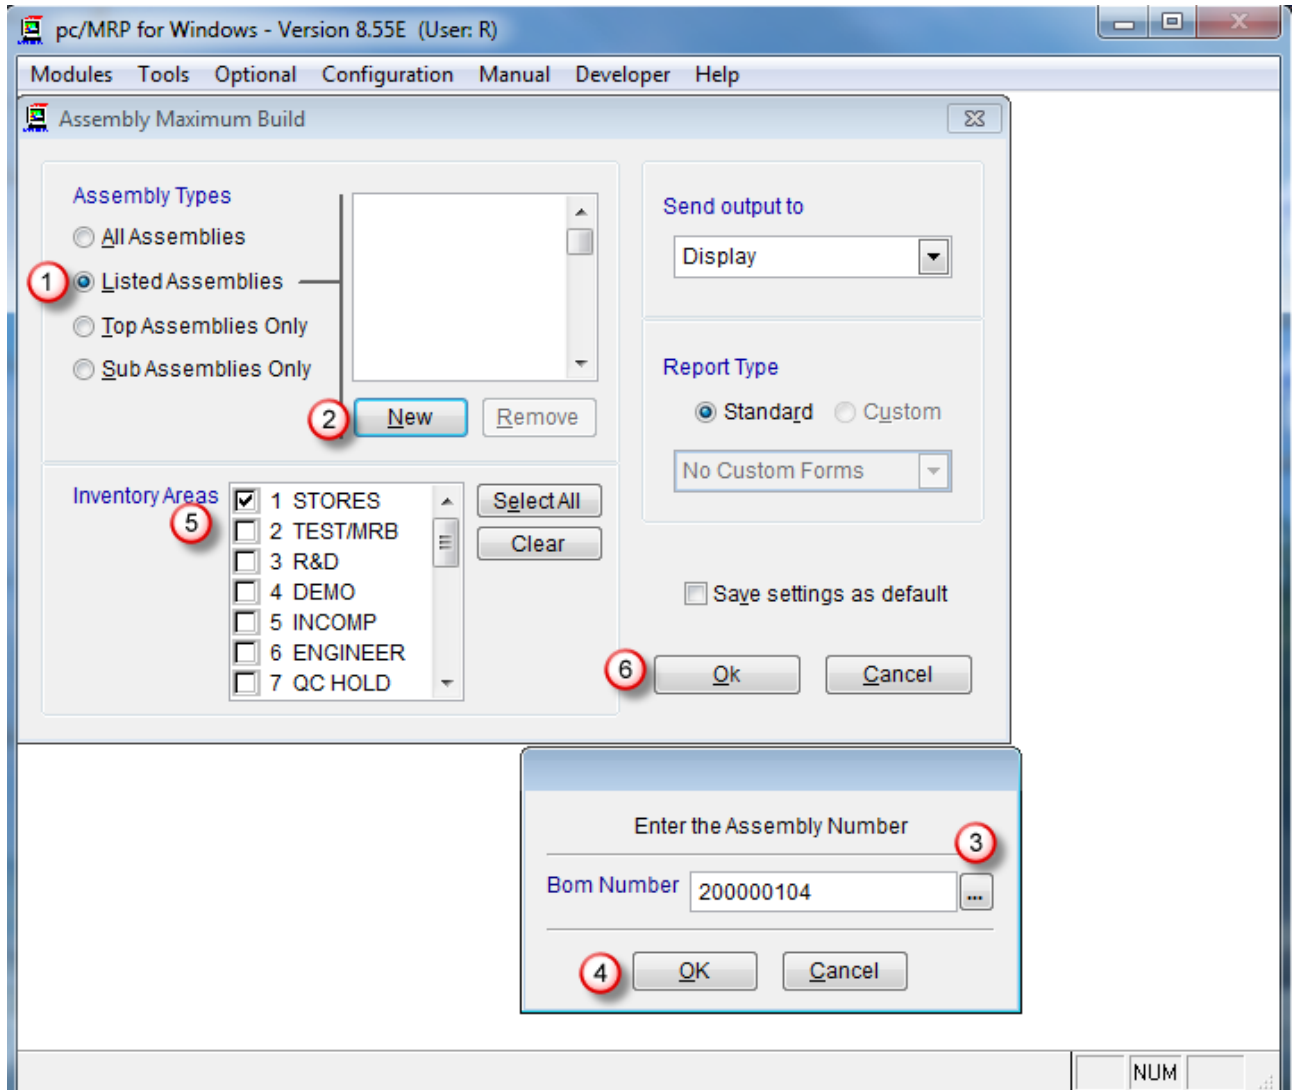 pc/MRP for Windows - Version 8.55E (User: R)
Modules Tools Optional Configuration Manual Developer Help
Assembly Maximum Build
Assembly Types
All Assemblies
1 Listed Assemblies
Top Assemblies Only
Sub Assemblies Only
2 New Remove
Inventory Areas
5
1 STORES
2 TEST/MRB
3 R&D
4 DEMO
5 INCOMP
6 ENGINEER
7 QC HOLD
Select All
Clear
Send output to
Display
Report Type
Standard Custom
No Custom Forms
Save settings as default
6 Ok Cancel
Enter the Assembly Number
3
Bom Number 200000104 ...
4 OK Cancel
NUM